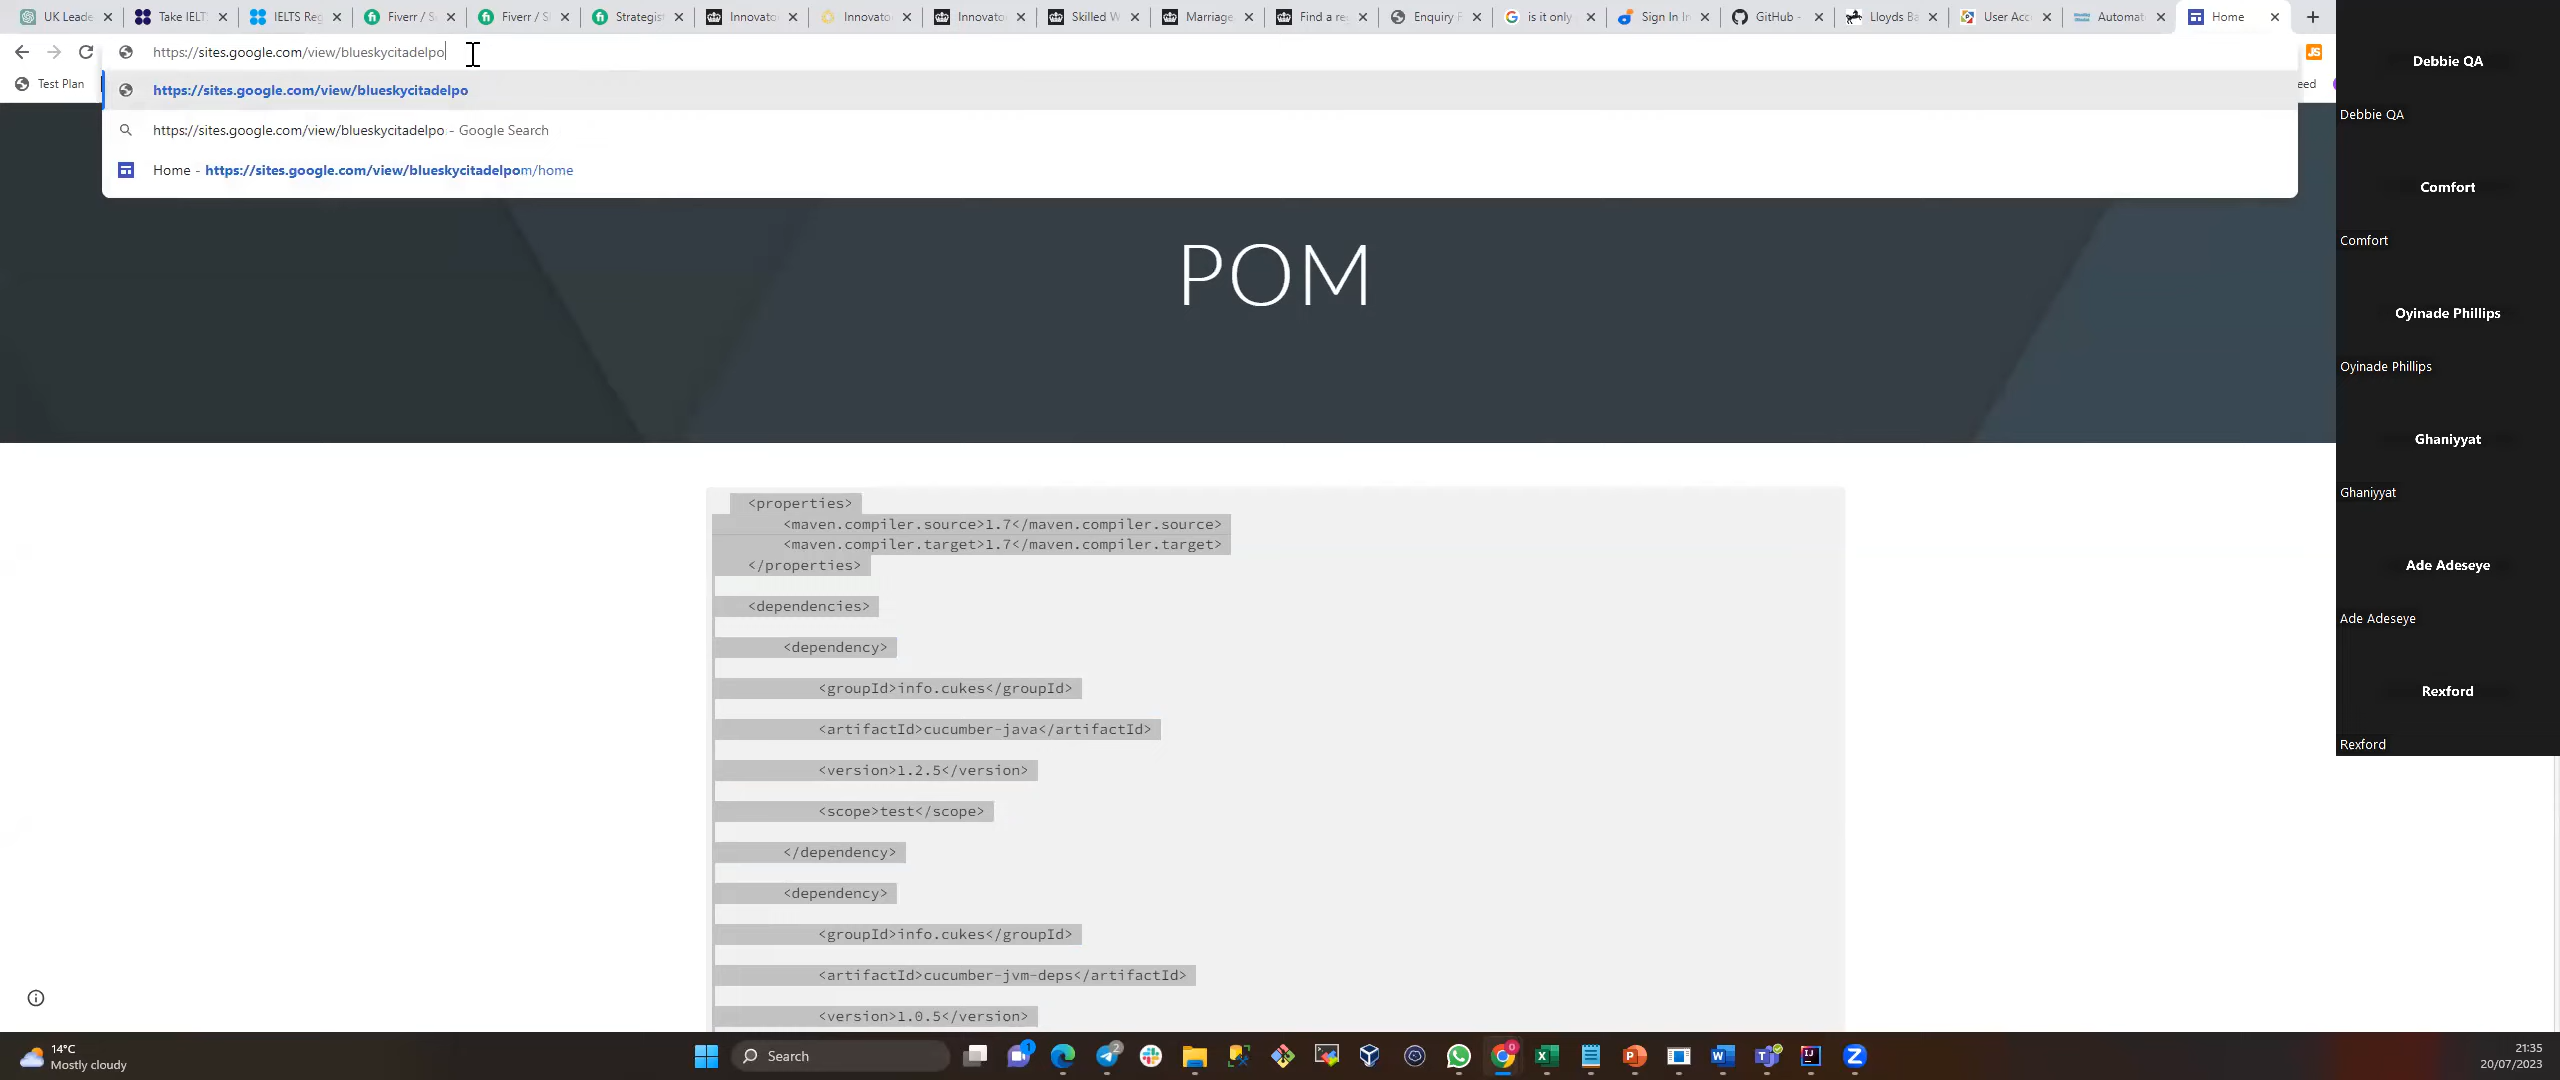 UK Leade
Take IELT
IELTS Reg
Fiverr / S
Fiverr / S
Strategist
Innovato
Innovato
Innovato
Skilled W
Marriage
Find a re
Enquiry F
is it only
Sign In
GitHub -
Lloyds Ba
User Acc
Automat
Home
https://sites.google.com/view/blueskycitadelpo
JS
Test Plan
eed
https://sites.google.com/view/blueskycitadelpo
https://sites.google.com/view/blueskycitadelpo - Google Search
Home - https://sites.google.com/view/blueskycitadelpom/home
POM
<properties>
<maven.compiler.source>1.7</maven.compiler.source>
<maven.compiler.target>1.7</maven.compiler.target>
</properties>
<dependencies>
<dependency>
<groupId>info.cukes</groupId>
<artifactId>cucumber-java</artifactId>
<version>1.2.5</version>
<scope>test</scope>
</dependency>
<dependency>
<groupId>info.cukes</groupId>
<artifactId>cucumber-jvm-deps</artifactId>
<version>1.0.5</version>
Debbie QA
Debbie QA
Comfort
Comfort
Oyinade Phillips
Oyinade Phillips
Ghaniyyat
Ghaniyyat
Ade Adeseye
Ade Adeseye
Rexford
Rexford
14°C
Mostly cloudy
Search
1
2
0
21:35
20/07/2023